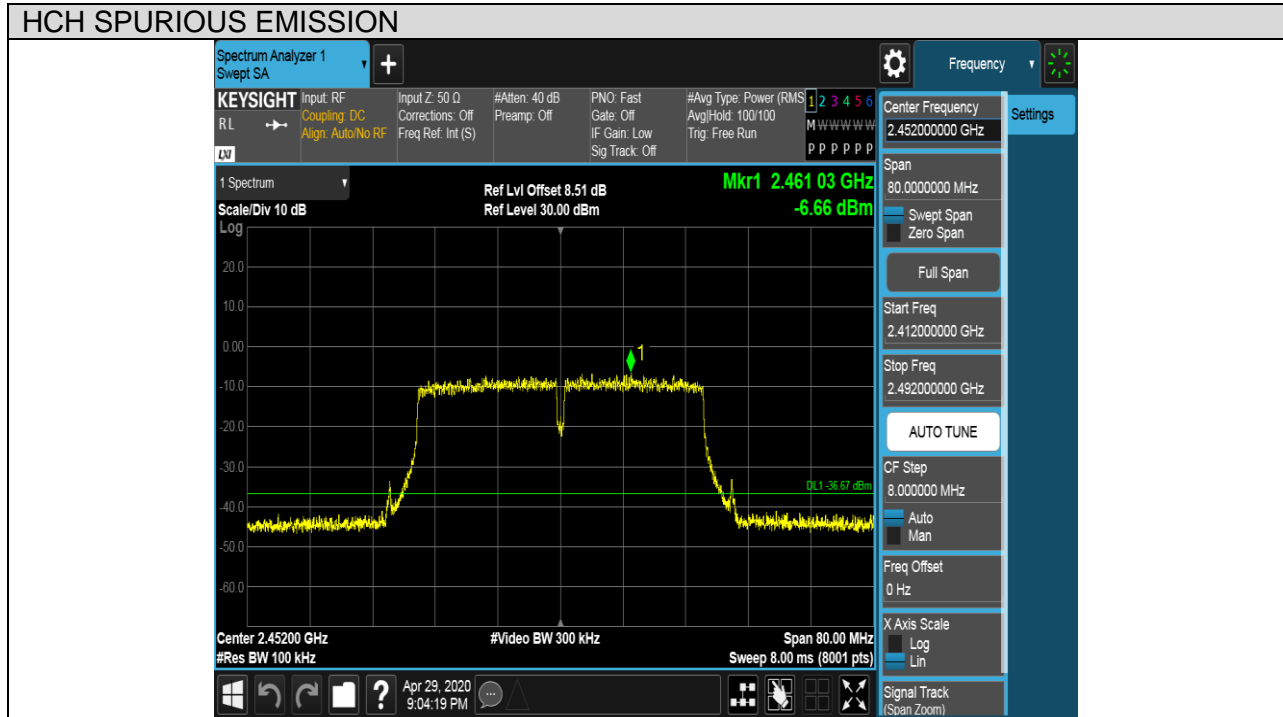 HCH SPURIOUS EMISSION
Spectrum Analyzer 1
Swept SA
+
Frequency
KEYSIGHT
RL
LXI
Input: RF
Coupling: DC
Align: Auto/No RF
Input Z: 50 Ω
Corrections: Off
Freq Ref: Int (S)
#Atten: 40 dB
Preamp: Off
PNO: Fast
Gate: Off
IF Gain: Low
Sig Track: Off
#Avg Type: Power (RMS
Avg|Hold: 100/100
Trig: Free Run
1 2 3 4 5 6
M W W W W W
P P P P P P
1 Spectrum
Scale/Div 10 dB
Ref Lvl Offset 8.51 dB
Ref Level 30.00 dBm
Mkr1 2.461 03 GHz
-6.66 dBm
Log
20.0
10.0
0.00
-10.0
-20.0
-30.0
-40.0
-50.0
-60.0
1
DL1 -36.67 dBm
Center 2.45200 GHz
#Video BW 300 kHz
Span 80.00 MHz
#Res BW 100 kHz
Sweep 8.00 ms (8001 pts)
?
Apr 29, 2020
9:04:19 PM
Center Frequency
2.452000000 GHz
Settings
Span
80.0000000 MHz
Swept Span
Zero Span
Full Span
Start Freq
2.412000000 GHz
Stop Freq
2.492000000 GHz
AUTO TUNE
CF Step
8.000000 MHz
Auto
Man
Freq Offset
0 Hz
X Axis Scale
Log
Lin
Signal Track
(Span Zoom)